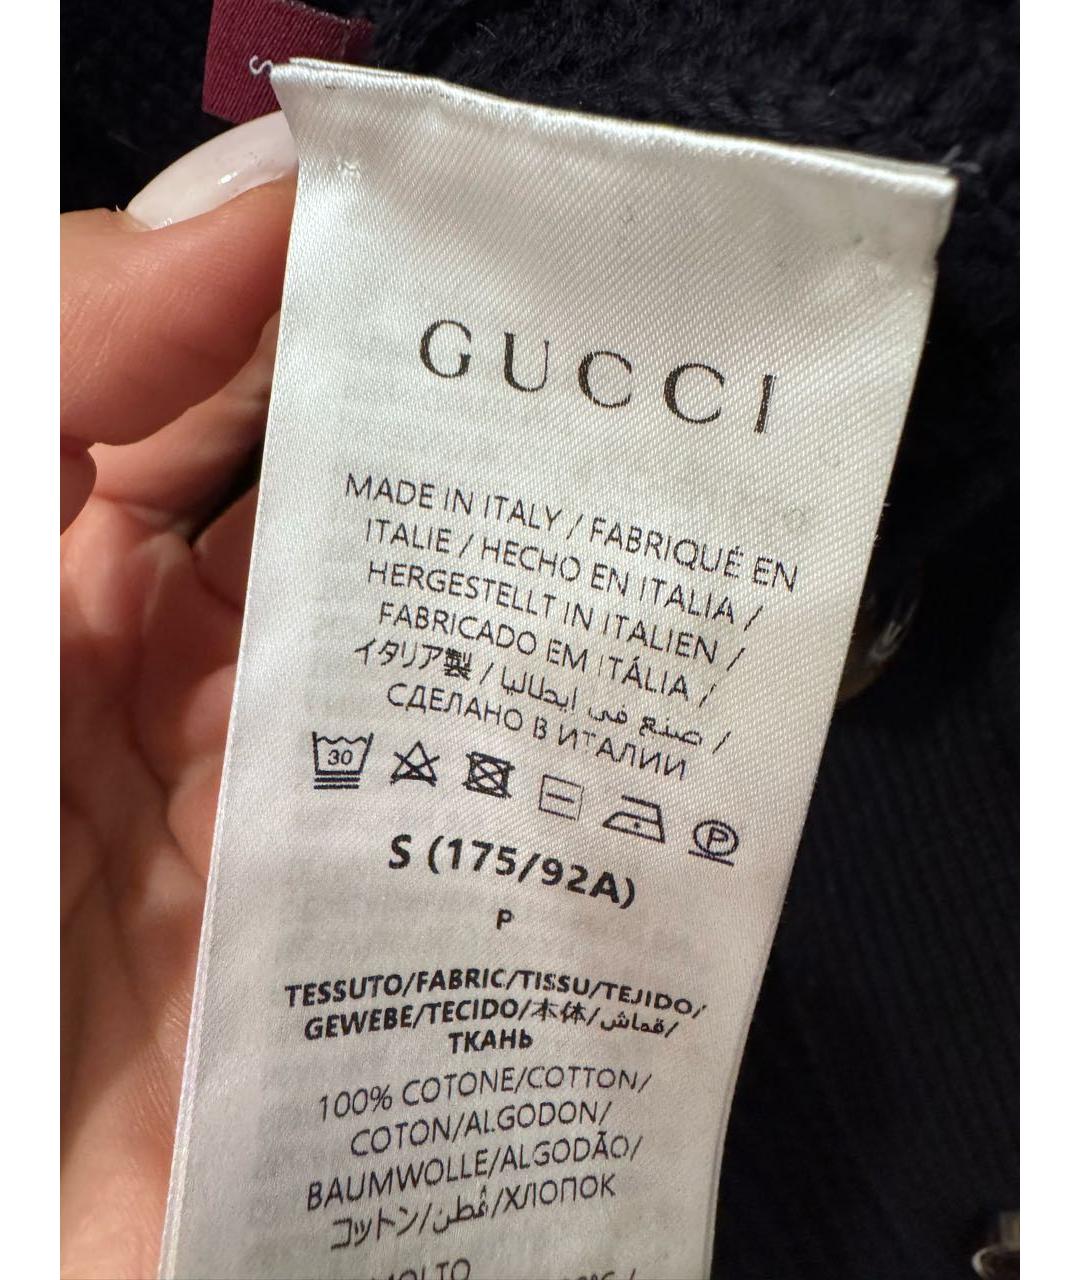 S
GUCCI
MADE IN ITALY / FABRIQUÉ EN
ITALIE / HECHO EN ITALIA /
HERGESTELLT IN ITALIEN /
FABRICADO EM ITÁLIA /
イタリア製 / صنع في ايطاليا /
СДЕЛАНО В ИТАЛИИ
30
P
S (175/92A)
P
TESSUTO/FABRIC/TISSU/TEJIDO/
GEWEBE/TECIDO/本体/قماش/
ТКАНЬ
100% COTONE/COTTON/
COTON/ALGODON/
BAUMWOLLE/ALGODÃO/
コットン/قُطن/ХЛОПОК